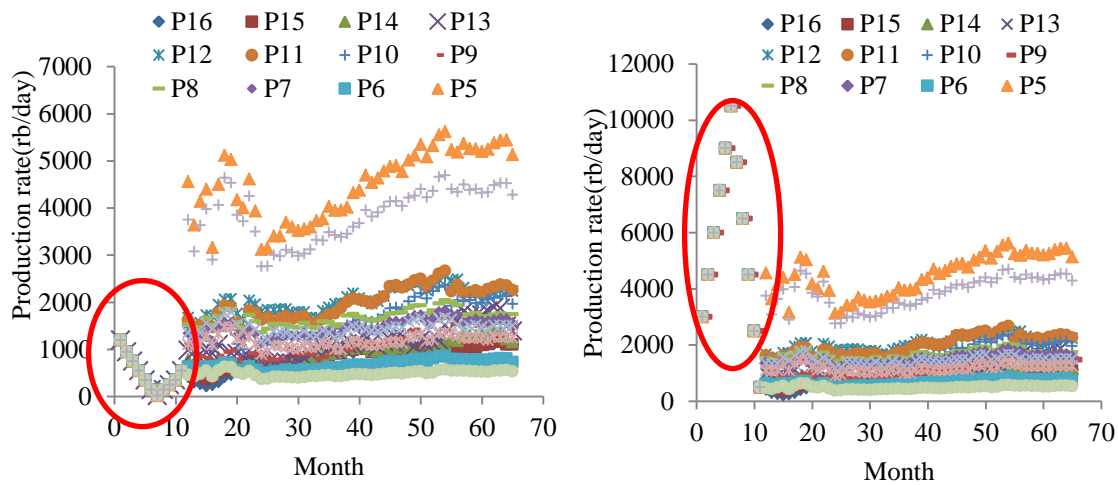 P16 P15 P14 P13
P12 P11 P10 P9
P8 P7 P6 P5
Production rate(rb/day)
7000
6000
5000
4000
3000
2000
1000
0
0 10 20 30 40 50 60 70
Month
P16 P15 P14 P13
P12 P11 P10 P9
P8 P7 P6 P5
Production rate(rb/day)
12000
10000
8000
6000
4000
2000
0
0 10 20 30 40 50 60 70
Month